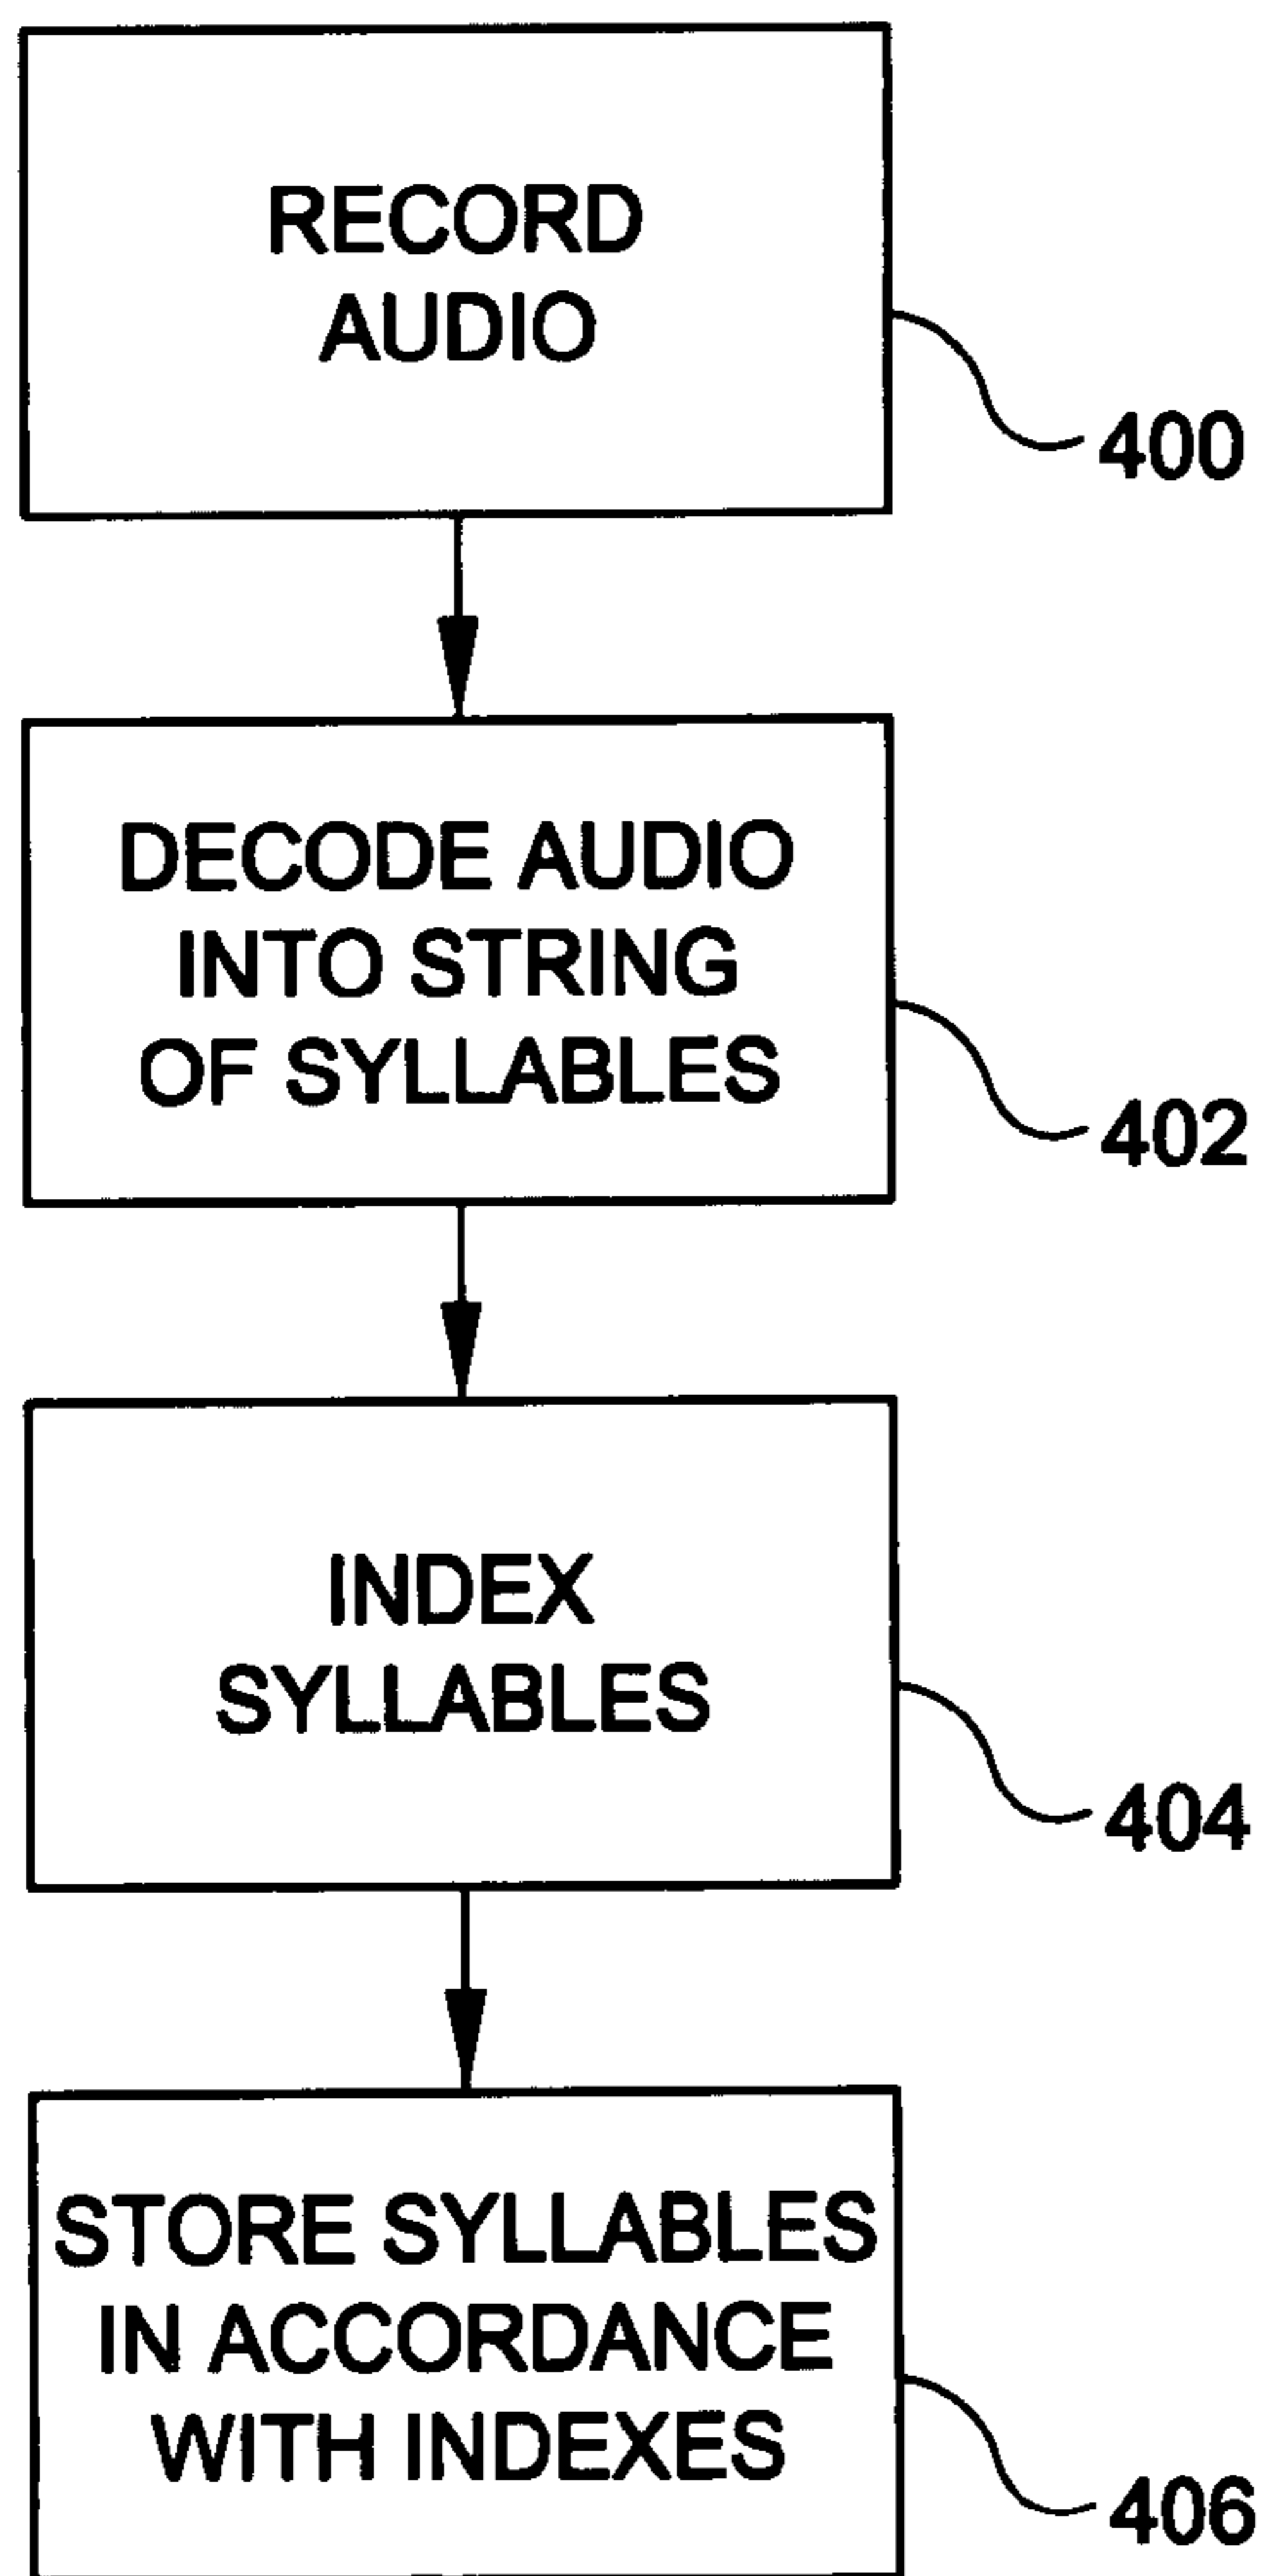 RECORD
AUDIO
400
DECODE AUDIO
INTO STRING
OF SYLLABLES
402
INDEX
SYLLABLES
404
STORE SYLLABLES
IN ACCORDANCE
WITH INDEXES
406